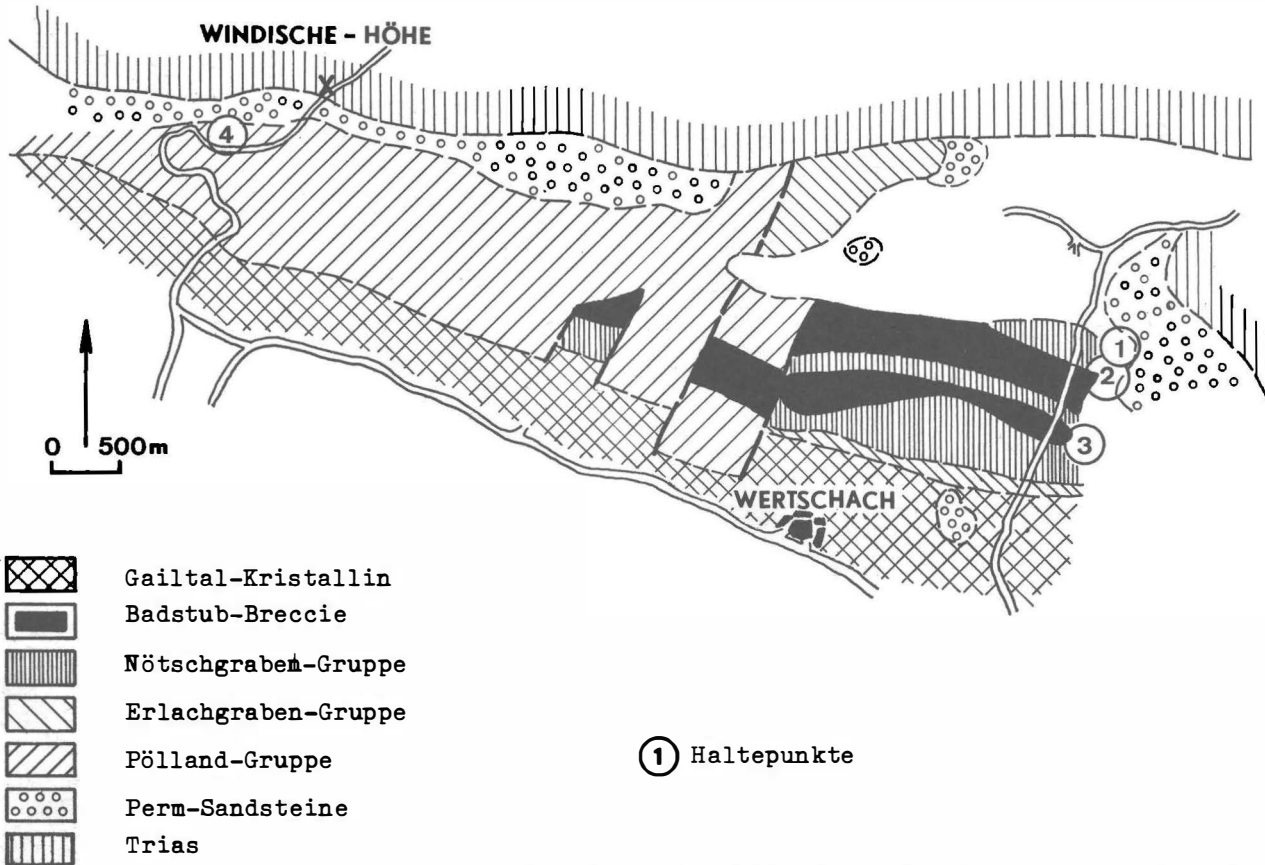 WINDISCHE - HÖHE
4
1
2
3
0 500m
WERTSCHACH
Gailtal-Kristallin
Badstub-Breccie
Nötschgraben-Gruppe
Erlachgraben-Gruppe
Pölland-Gruppe
1 Haltepunkte
Perm-Sandsteine
Trias